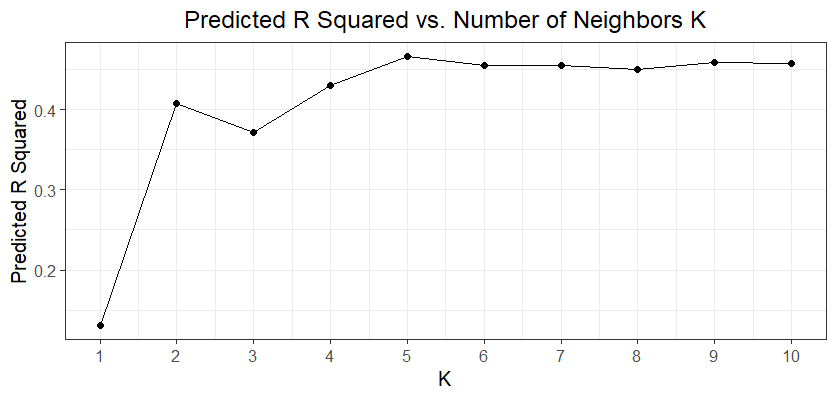 Predicted R Squared vs. Number of Neighbors K
Predicted R Squared
0.4
0.3
0.2
1 2 3 4 5 6 7 8 9 10
K